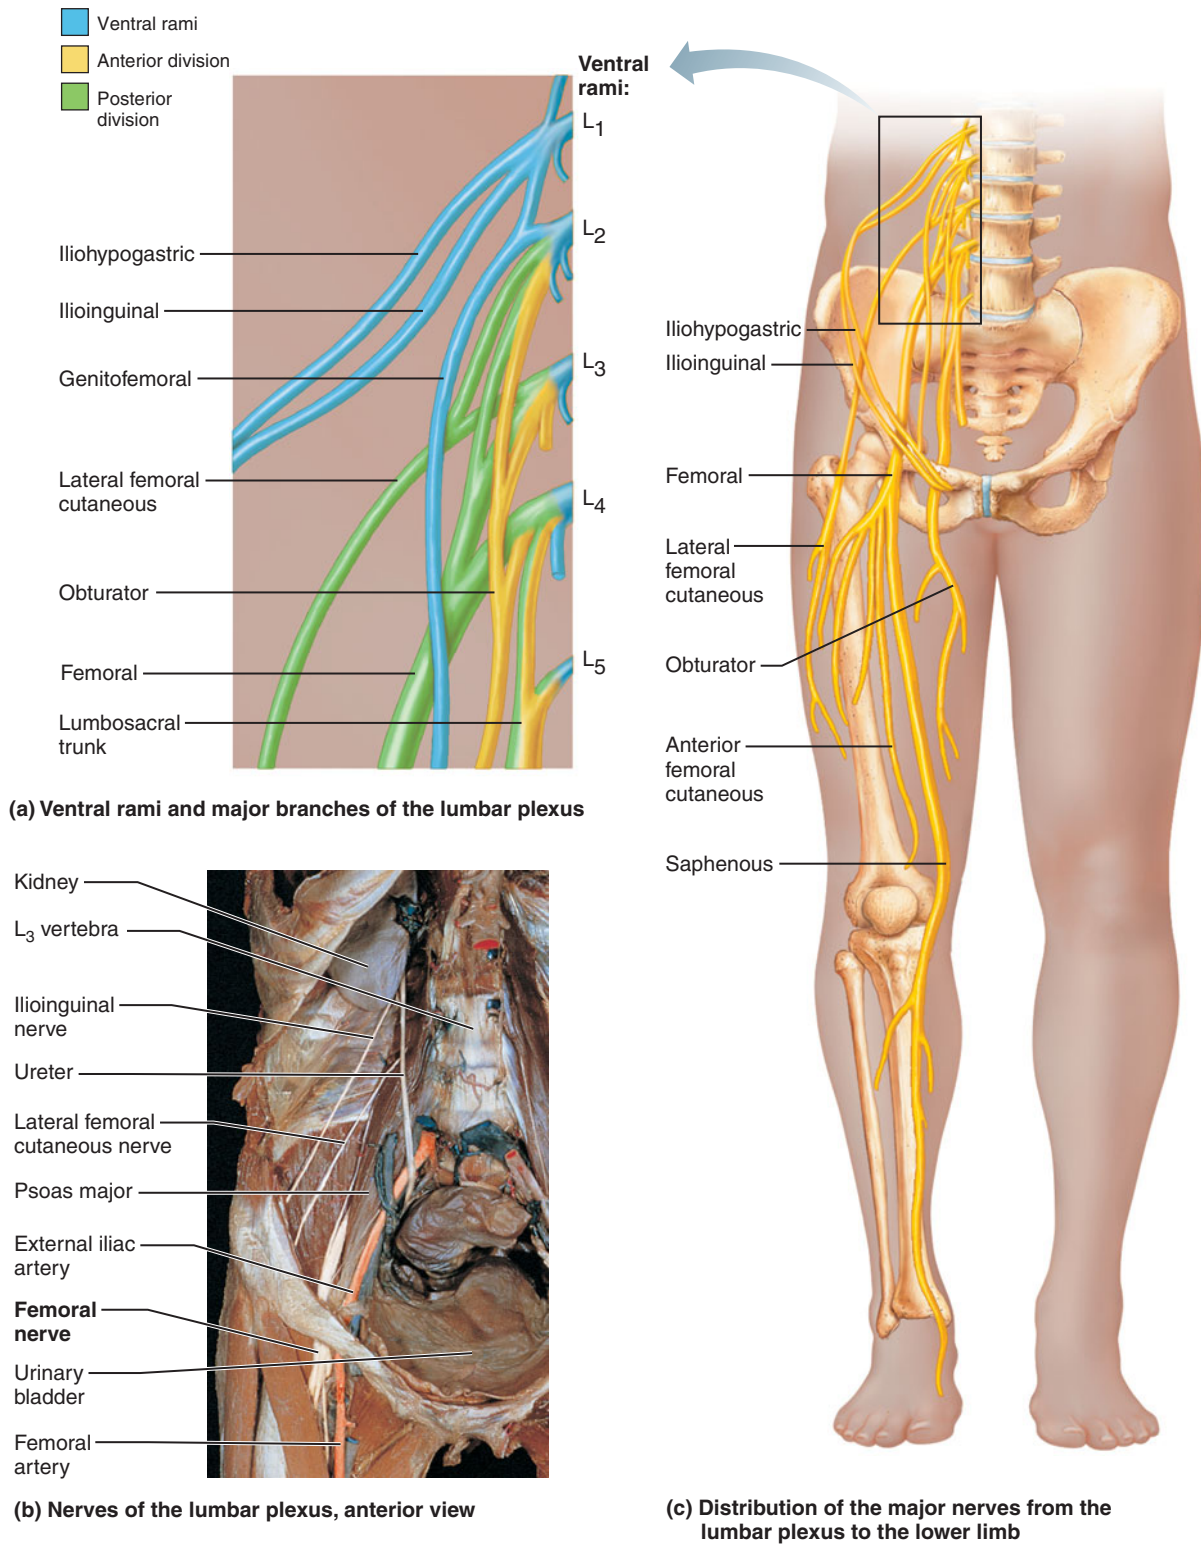 Ventral rami
Anterior division
Posterior
division
Ventral
rami:
L1
L2
L3
L4
L5
Iliohypogastric
Ilioinguinal
Genitofemoral
Lateral femoral
cutaneous
Obturator
Femoral
Lumbosacral
trunk
(a) Ventral rami and major branches of the lumbar plexus
Kidney
L3 vertebra
Ilioinguinal
nerve
Ureter
Lateral femoral
cutaneous nerve
Psoas major
External iliac
artery
Femoral
nerve
Urinary
bladder
Femoral
artery
(b) Nerves of the lumbar plexus, anterior view
Iliohypogastric
Ilioinguinal
Femoral
Lateral
femoral
cutaneous
Obturator
Anterior
femoral
cutaneous
Saphenous
(c) Distribution of the major nerves from the
lumbar plexus to the lower limb